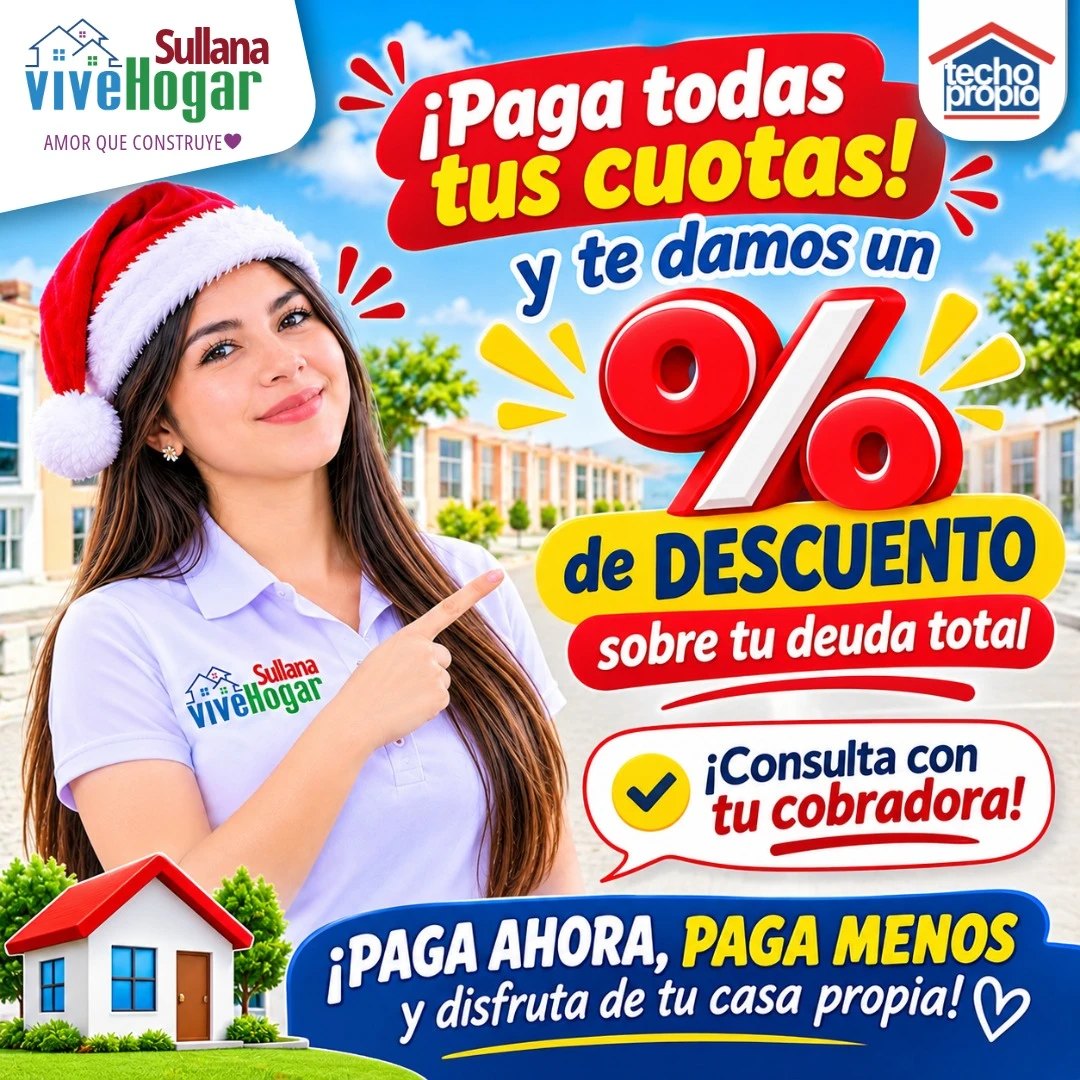 Sullana
viveHogar
AMOR QUE CONSTRUYE
techo
propio
¡Paga todas
tus cuotas!
y te damos un
%
de DESCUENTO
sobre tu deuda total
Sullana
viveHogar
¡Consulta con
tu cobradora!
¡PAGA AHORA, PAGA MENOS
y disfruta de tu casa propia!